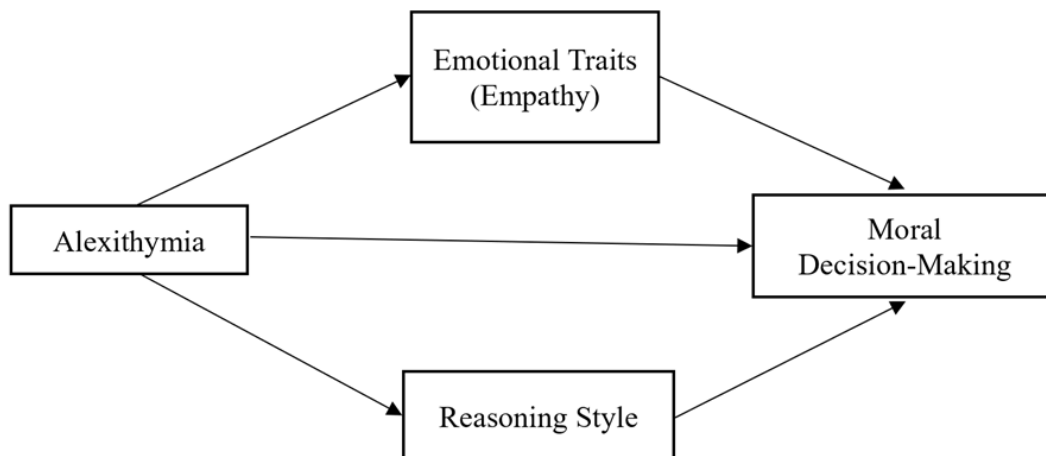 Emotional Traits
(Empathy)
Alexithymia
Moral
Decision-Making
Reasoning Style